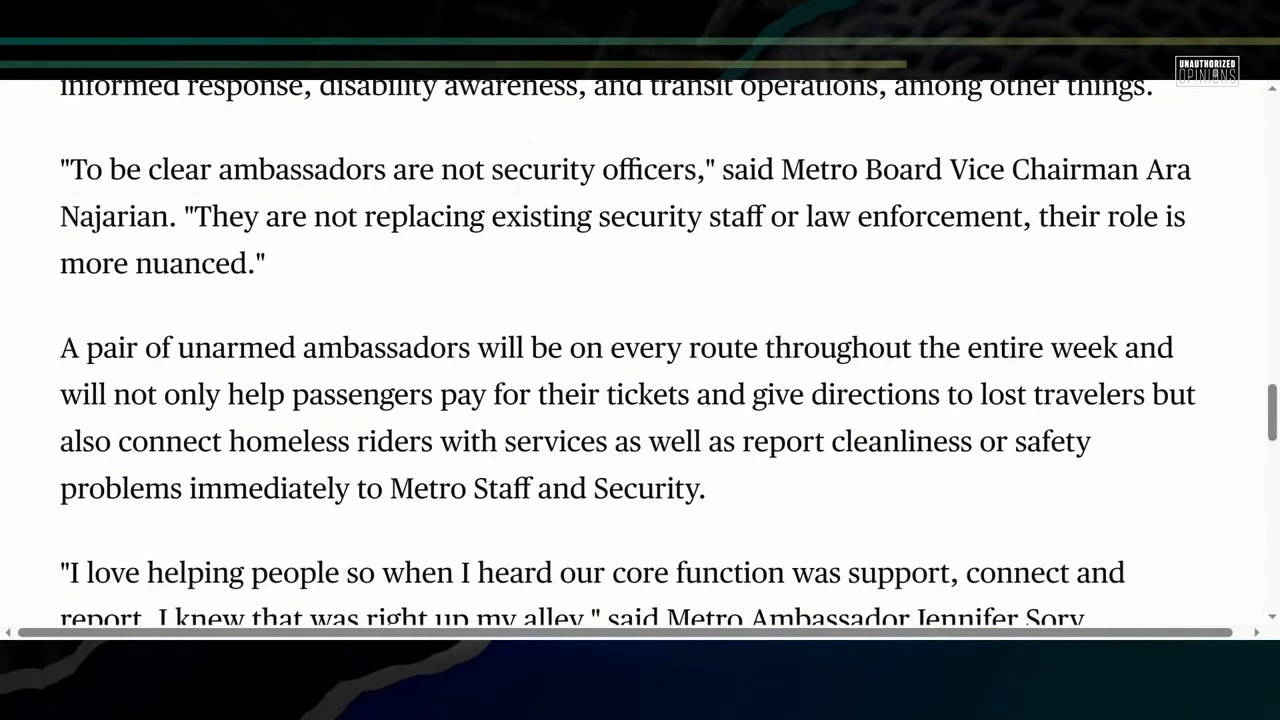 UNAUTHORIZED
OPINIONS
informed response, disability awareness, and transit operations, among other things.
"To be clear ambassadors are not security officers," said Metro Board Vice Chairman Ara
Najarian. "They are not replacing existing security staff or law enforcement, their role is
more nuanced."
A pair of unarmed ambassadors will be on every route throughout the entire week and
will not only help passengers pay for their tickets and give directions to lost travelers but
also connect homeless riders with services as well as report cleanliness or safety
problems immediately to Metro Staff and Security.
"I love helping people so when I heard our core function was support, connect and
report, I knew that was right up my alley," said Metro Ambassador Jennifer Sory